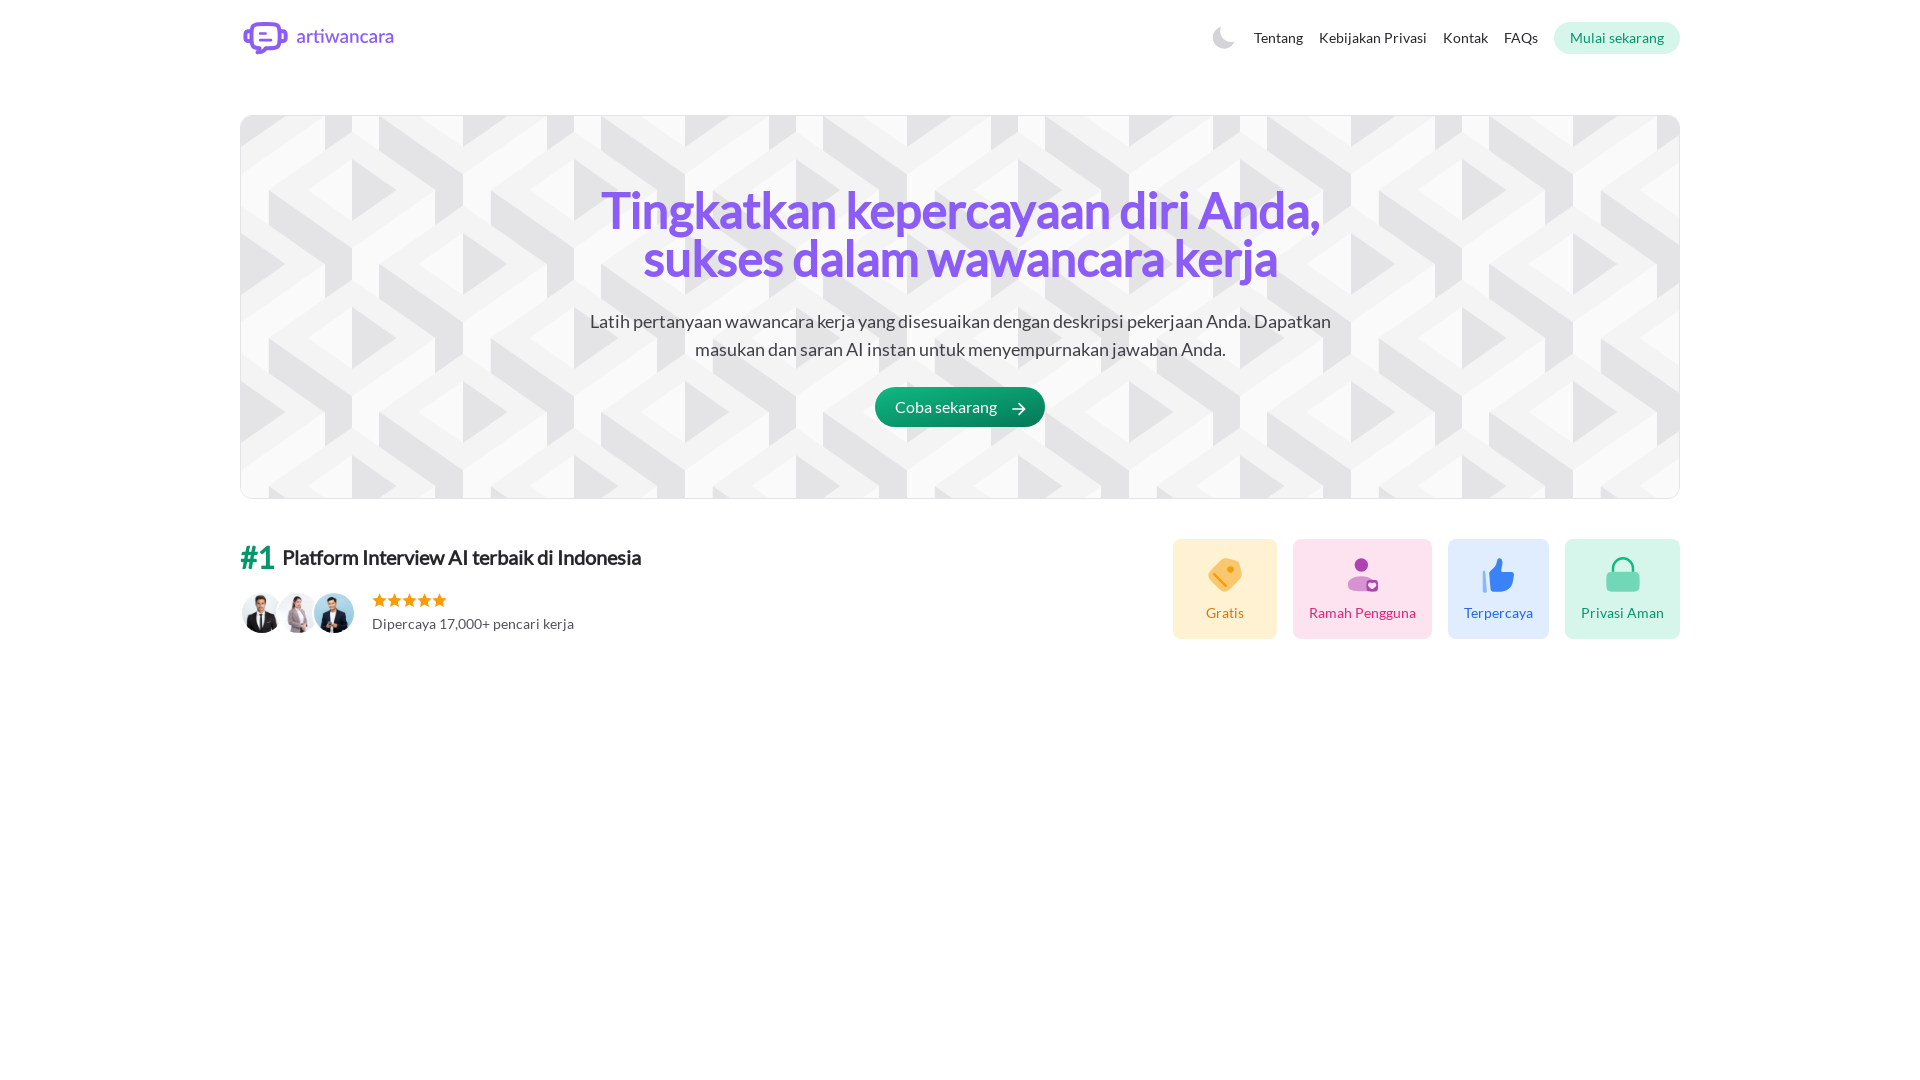 artiwancara
Tentang
Kebijakan Privasi
Kontak
FAQs
Mulai sekarang
Tingkatkan kepercayaan diri Anda,
sukses dalam wawancara kerja
Latih pertanyaan wawancara kerja yang disesuaikan dengan deskripsi pekerjaan Anda. Dapatkan
masukan dan saran AI instan untuk menyempurnakan jawaban Anda.
Coba sekarang
#1 Platform Interview AI terbaik di Indonesia
Dipercaya 17,000+ pencari kerja
Gratis
Ramah Pengguna
Terpercaya
Privasi Aman